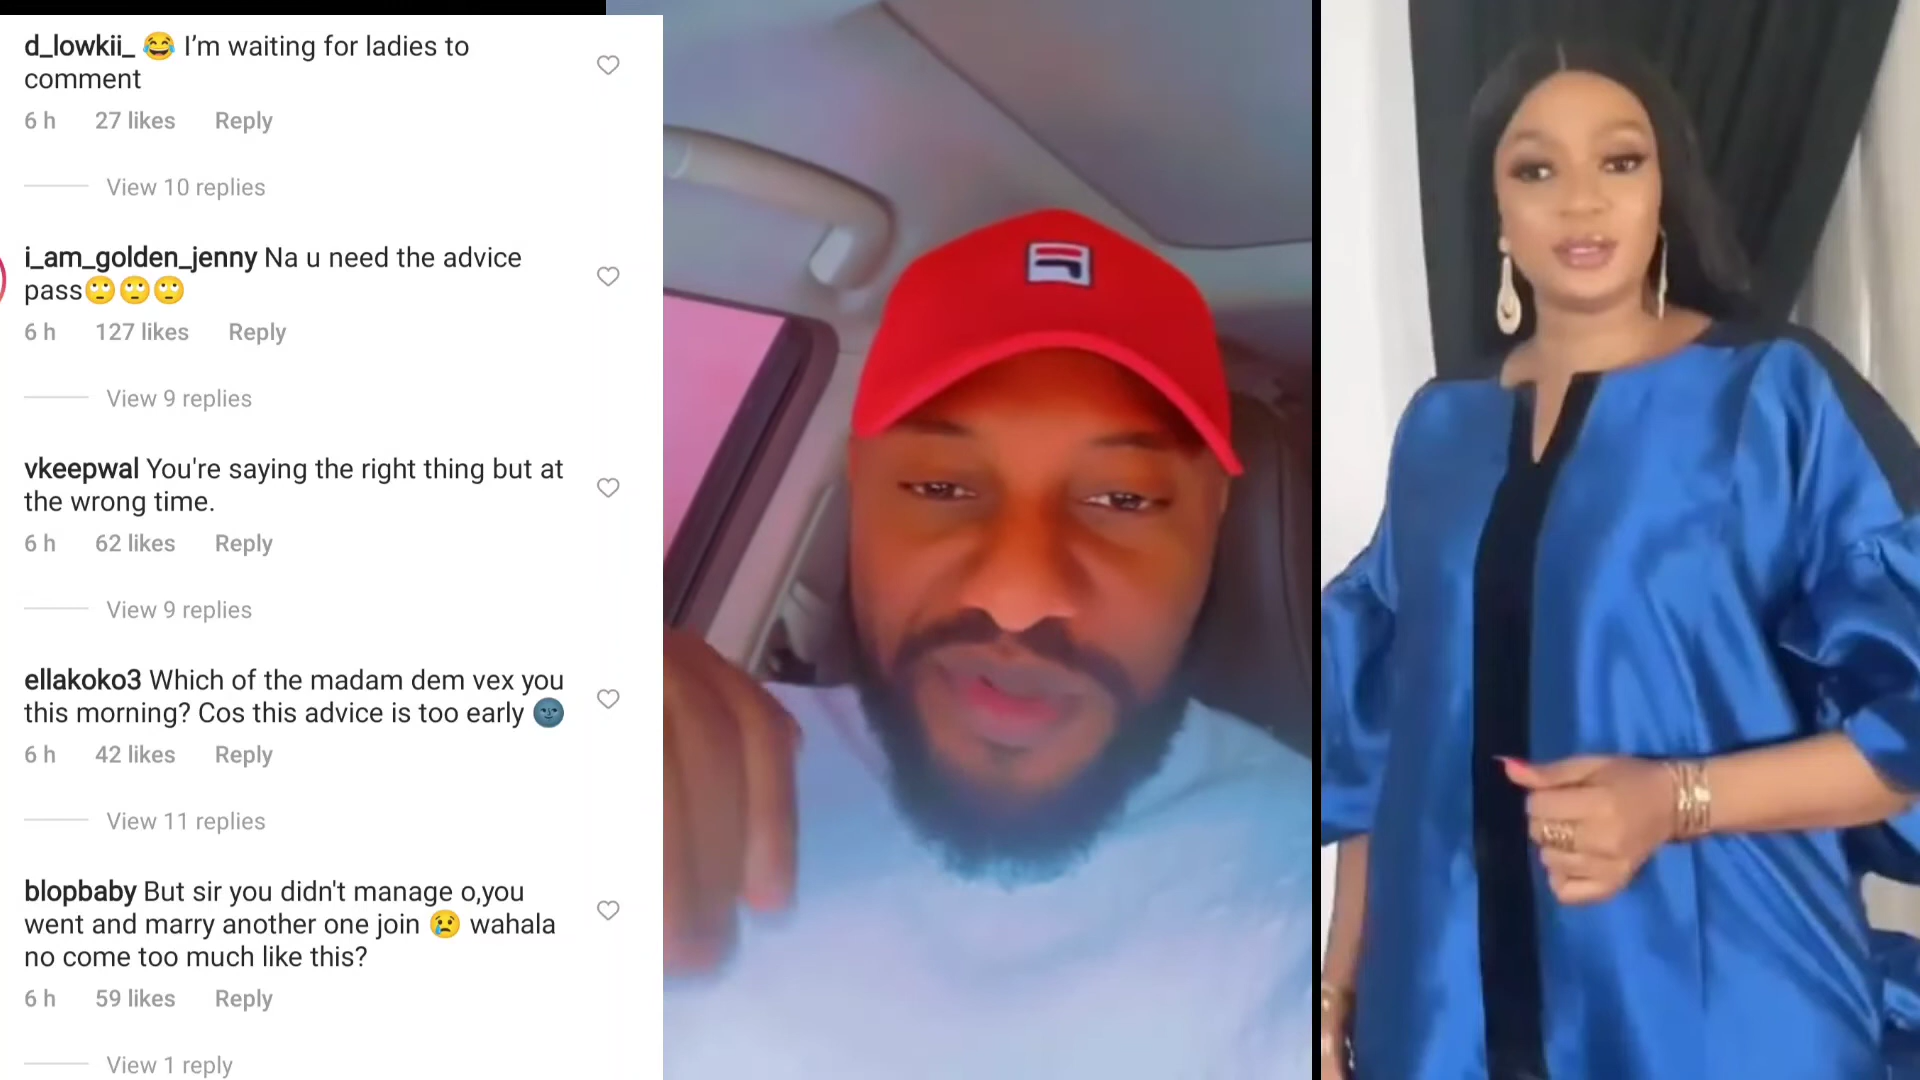 d_lowkii_ 😂 I’m waiting for ladies to
comment
6 h 27 likes Reply
View 10 replies
i_am_golden_jenny Na u need the advice
pass🙄🙄🙄
6 h 127 likes Reply
View 9 replies
vkeepwal You're saying the right thing but at
the wrong time.
6 h 62 likes Reply
View 9 replies
ellakoko3 Which of the madam dem vex you
this morning? Cos this advice is too early 🌚
6 h 42 likes Reply
View 11 replies
blopbaby But sir you didn't manage o,you
went and marry another one join 😢 wahala
no come too much like this?
6 h 59 likes Reply
View 1 reply